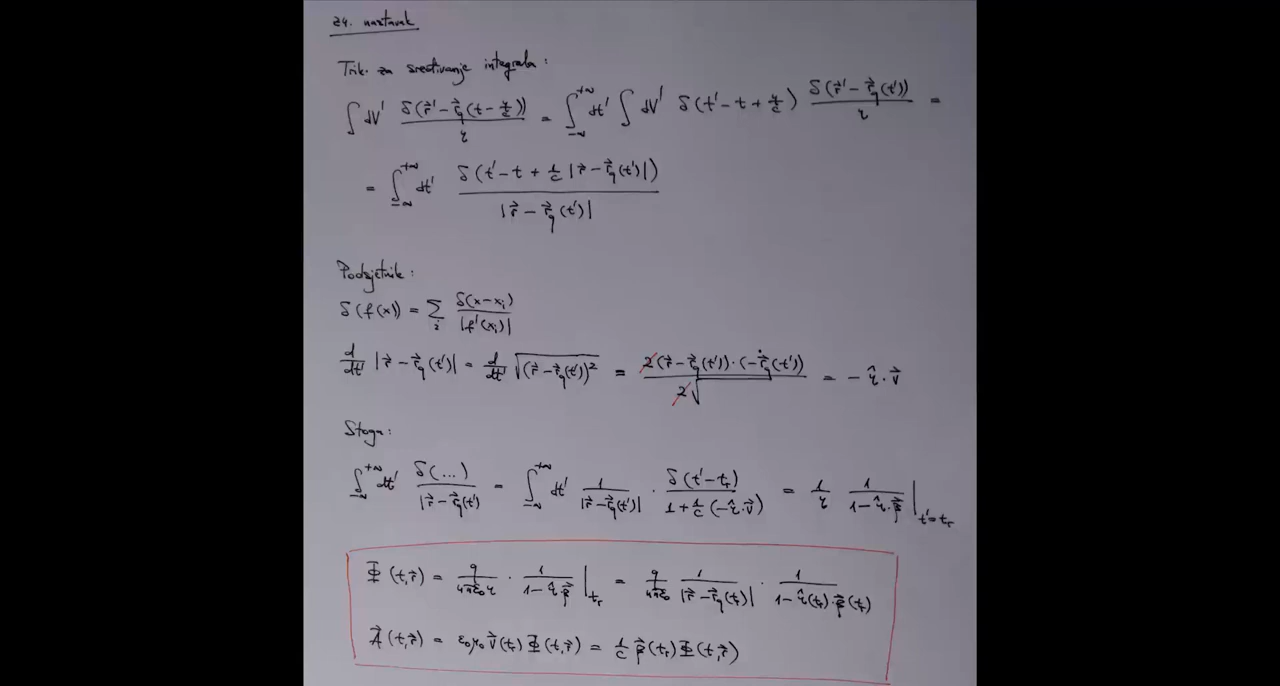 24. nastavak
Trik za sređivanje integrala:
∫ dV' δ(r⃗' - r⃗_q(t - 𝓇/c)) / 𝓇 = ∫_{-∞}^{+∞} dt' ∫ dV' δ(t' - t + 𝓇/c) δ(r⃗' - r⃗_q(t')) / 𝓇 =
= ∫_{-∞}^{+∞} dt' δ(t' - t + 1/c |r⃗ - r⃗_q(t')|) / |r⃗ - r⃗_q(t')|
Podsjetnik:
δ(f(x)) = Σ_i δ(x - x_i) / |f'(x_i)|
d/dt' |r⃗ - r⃗_q(t')| = d/dt' √(r⃗ - r⃗_q(t'))² = 2(r⃗ - r⃗_q(t'))·(-r⃗̇_q(t')) / 2√ = - 𝓇̂·v⃗
Stoga:
∫_{-∞}^{+∞} dt' δ(...) / |r⃗ - r⃗_q(t')| = ∫_{-∞}^{+∞} dt' 1/|r⃗ - r⃗_q(t')| · δ(t' - t_r) / (1 + 1/c (-𝓇̂·v⃗)) = 1/𝓇 1/(1 - 𝓇̂·β⃗) |_{t'=t_r}
Φ(t,r⃗) = q/(4πε₀𝓇) · 1/(1 - 𝓇̂·β⃗) |_{t_r} = q/(4πε₀) 1/|r⃗ - r⃗_q(t_r)| · 1/(1 - 𝓇̂(t_r)·β⃗(t_r))
A⃗(t,r⃗) = ε₀μ₀ v⃗(t_r) Φ(t,r⃗) = 1/c β⃗(t_r) Φ(t,r⃗)